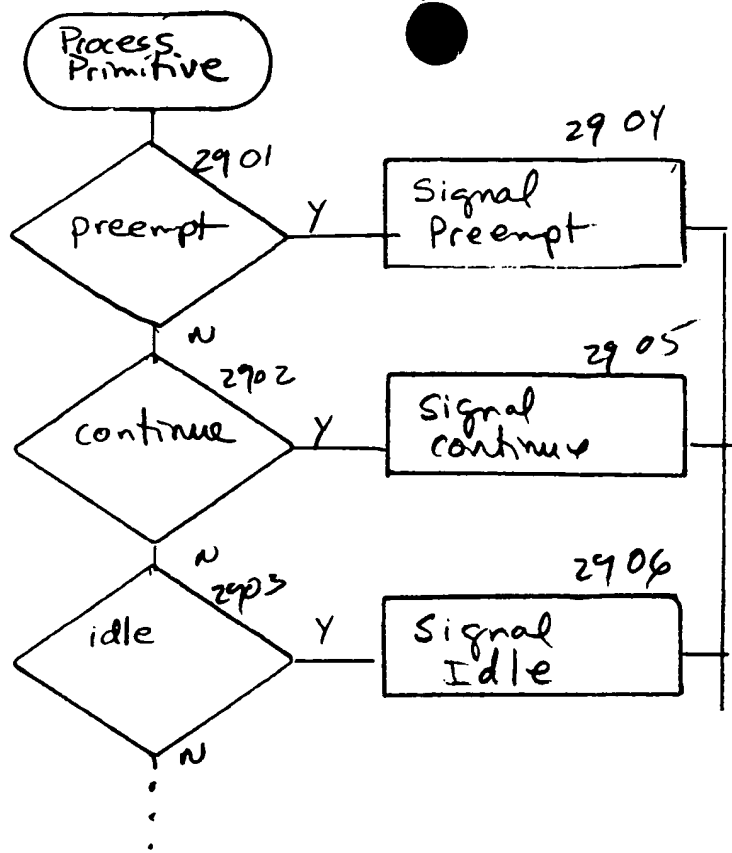 Process
Primitive
2901
preempt
Y
2904
Signal
Preempt
N
2902
continue
Y
2905
Signal
continue
N
2903
idle
Y
2906
Signal
Idle
N